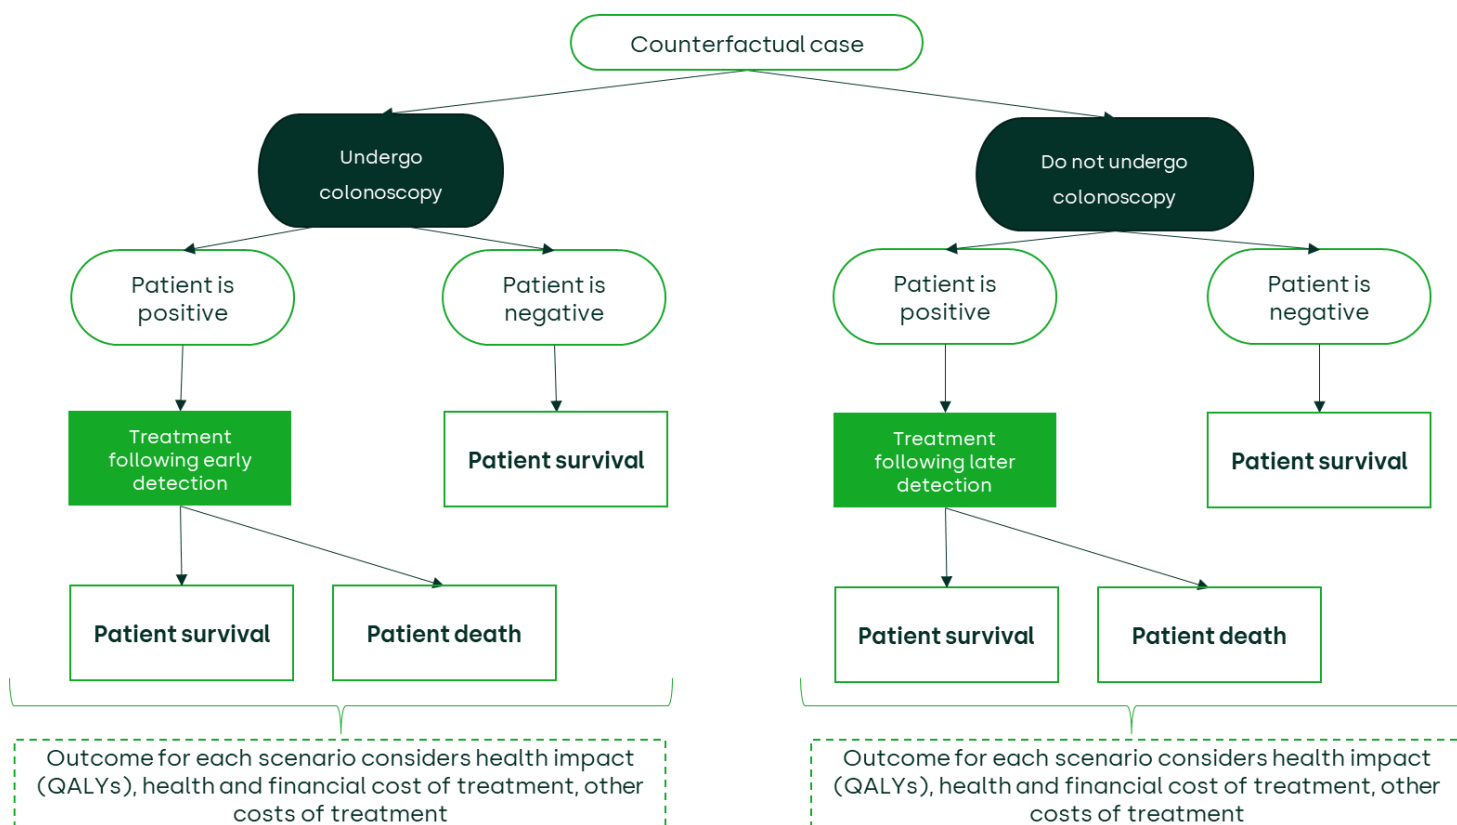 Counterfactual case
Undergo
colonoscopy
Do not undergo
colonoscopy
Patient is
positive
Patient is
negative
Patient is
positive
Patient is
negative
Treatment
following early
detection
Patient survival
Treatment
following later
detection
Patient survival
Patient survival
Patient death
Patient survival
Patient death
Outcome for each scenario considers health impact
(QALYs), health and financial cost of treatment, other
costs of treatment
Outcome for each scenario considers health impact
(QALYs), health and financial cost of treatment, other
costs of treatment